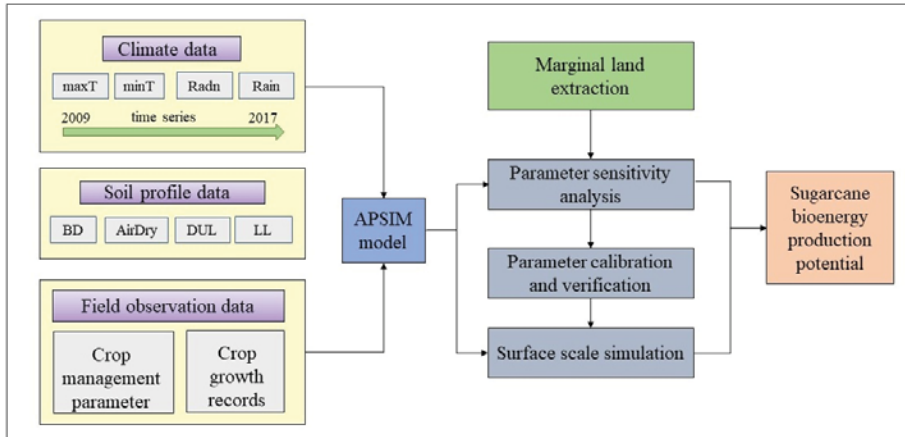 Climate data
maxT minT Radn Rain
2009 time series 2017
Soil profile data
BD AirDry DUL LL
Field observation data
Crop
management
parameter
Crop
growth
records
APSIM
model
Marginal land
extraction
Parameter sensitivity
analysis
Parameter calibration
and verification
Surface scale simulation
Sugarcane
bioenergy
production
potential